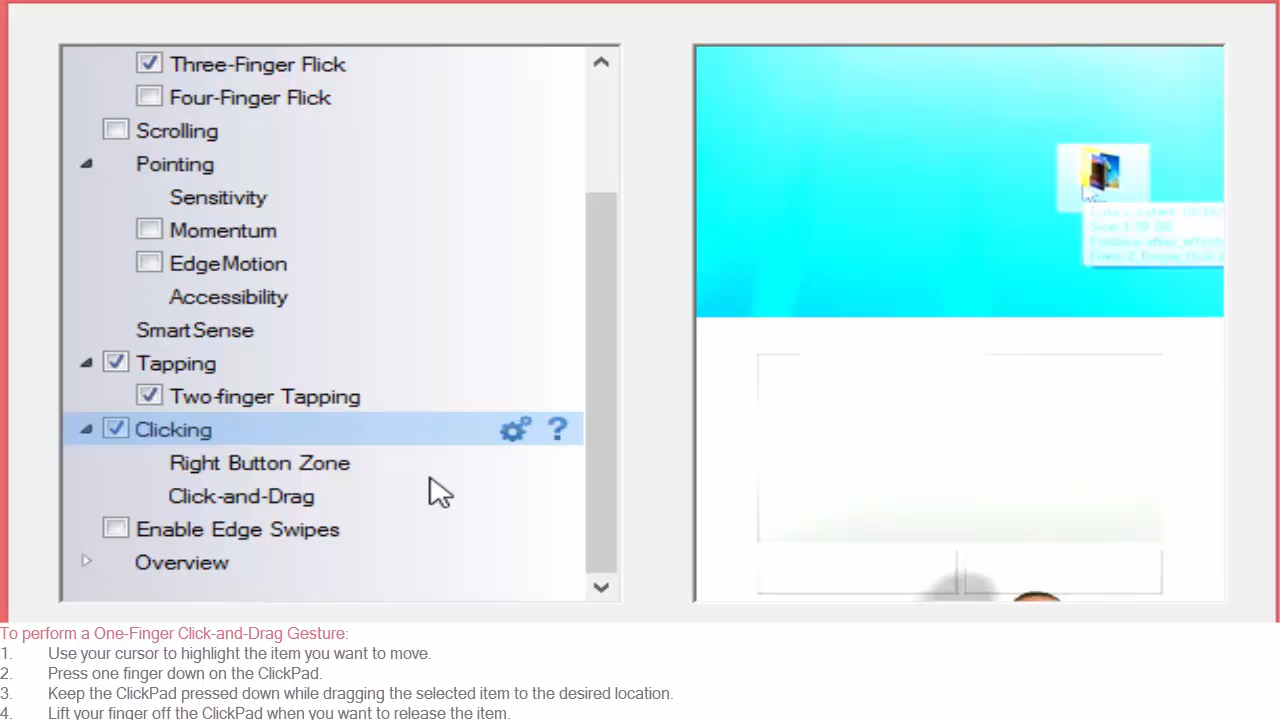 Three-Finger Flick
Four-Finger Flick
Scrolling
Pointing
Sensitivity
Momentum
EdgeMotion
Accessibility
SmartSense
Tapping
Two-finger Tapping
Clicking
?
Right Button Zone
Click-and-Drag
Enable Edge Swipes
Overview
To perform a One-Finger Click-and-Drag Gesture:
1. Use your cursor to highlight the item you want to move.
2. Press one finger down on the ClickPad.
3. Keep the ClickPad pressed down while dragging the selected item to the desired location.
4. Lift your finger off the ClickPad when you want to release the item.